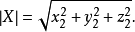 |X| = √(x₂² + y₂² + z₂²).